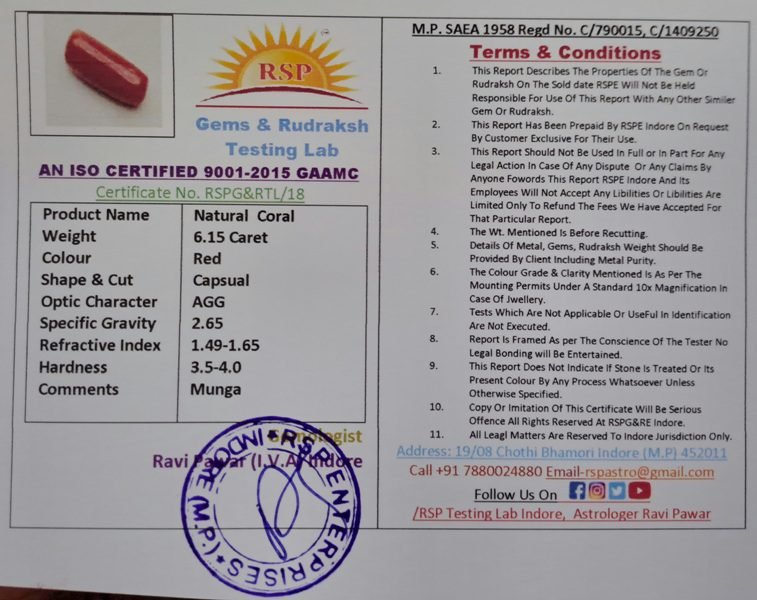 RSP
Gems & Rudraksh
Testing Lab
AN ISO CERTIFIED 9001-2015 GAAMC
Certificate No. RSPG&RTL/18
Product Name Natural Coral
Weight 6.15 Caret
Colour Red
Shape & Cut Capsual
Optic Character AGG
Specific Gravity 2.65
Refractive Index 1.49-1.65
Hardness 3.5-4.0
Comments Munga
Gemologist
Ravi Pawar (I.V.A) Indore
RSP ENTERPRISES * INDORE (M.P.) *
M.P. SAEA 1958 Regd No. C/790015, C/1409250
Terms & Conditions
1. This Report Describes The Properties Of The Gem Or
Rudraksh On The Sold date RSPE Will Not Be Held
Responsible For Use Of This Report With Any Other Similer
Gem Or Rudraksh.
2. This Report Has Been Prepaid By RSPE Indore On Request
By Customer Exclusive For Their Use.
3. This Report Should Not Be Used In Full or In Part For Any
Legal Action In Case Of Any Dispute Or Any Claims By
Anyone Fowords This Report RSPE Indore And Its
Employees Will Not Accept Any Libilities Or Libilities Are
Limited Only To Refund The Fees We Have Accepted For
That Particular Report.
4. The Wt. Mentioned Is Before Recutting.
5. Details Of Metal, Gems, Rudraksh Weight Should Be
Provided By Client Including Metal Purity.
6. The Colour Grade & Clarity Mentioned Is As Per The
Mounting Permits Under A Standard 10x Magnification In
Case Of Jwellery.
7. Tests Which Are Not Applicable Or UseFul In Identification
Are Not Executed.
8. Report Is Framed As per The Conscience Of The Tester No
Legal Bonding will Be Entertained.
9. This Report Does Not Indicate If Stone Is Treated Or Its
Present Colour By Any Process Whatsoever Unless
Otherwise Specified.
10. Copy Or Imitation Of This Certificate Will Be Serious
Offence All Rights Reserved At RSPG&RE Indore.
11. All Leagl Matters Are Reserved To Indore Jurisdiction Only.
Address: 19/08 Chothi Bhamori Indore (M.P) 452011
Call +91 7880024880 Email-rspastro@gmail.com
Follow Us On
/RSP Testing Lab Indore, Astrologer Ravi Pawar